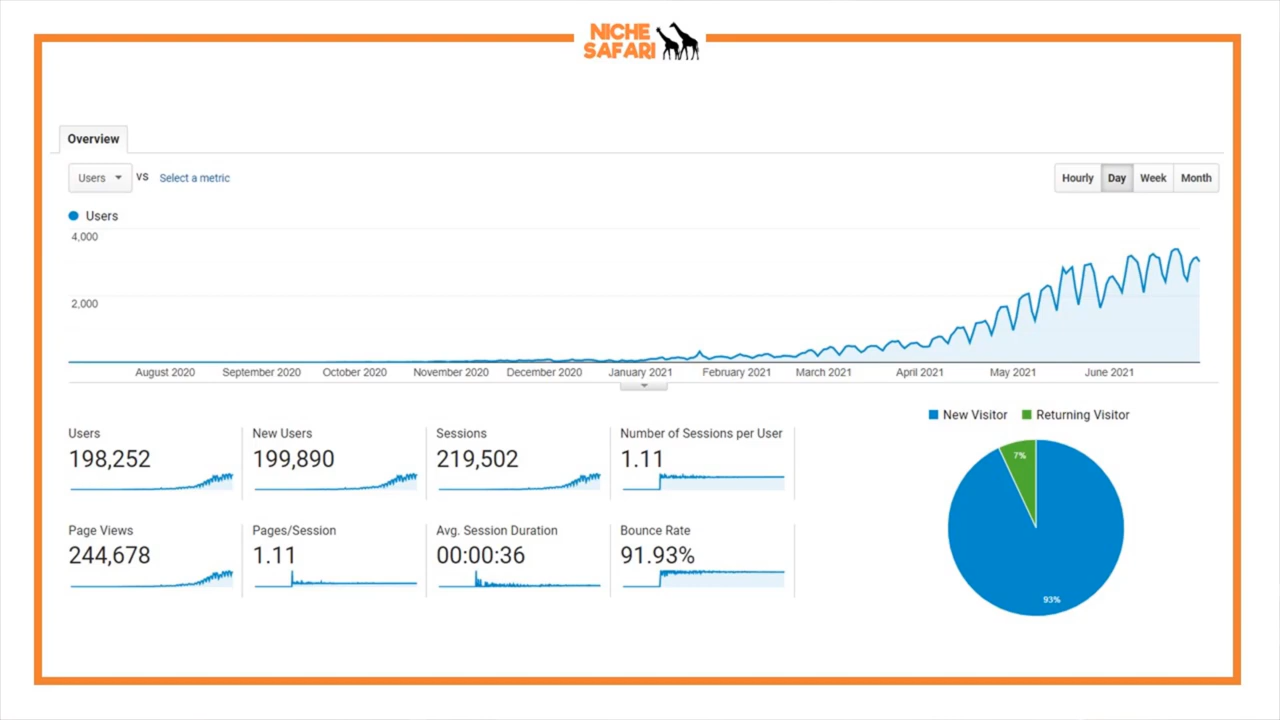 NICHE
SAFARI
Overview
Users VS Select a metric
Hourly Day Week Month
Users
4,000
2,000
August 2020 September 2020 October 2020 November 2020 December 2020 January 2021 February 2021 March 2021 April 2021 May 2021 June 2021
New Visitor Returning Visitor
Users New Users Sessions Number of Sessions per User
198,252 199,890 219,502 1.11
Page Views Pages/Session Avg. Session Duration Bounce Rate
244,678 1.11 00:00:36 91.93%
7%
93%